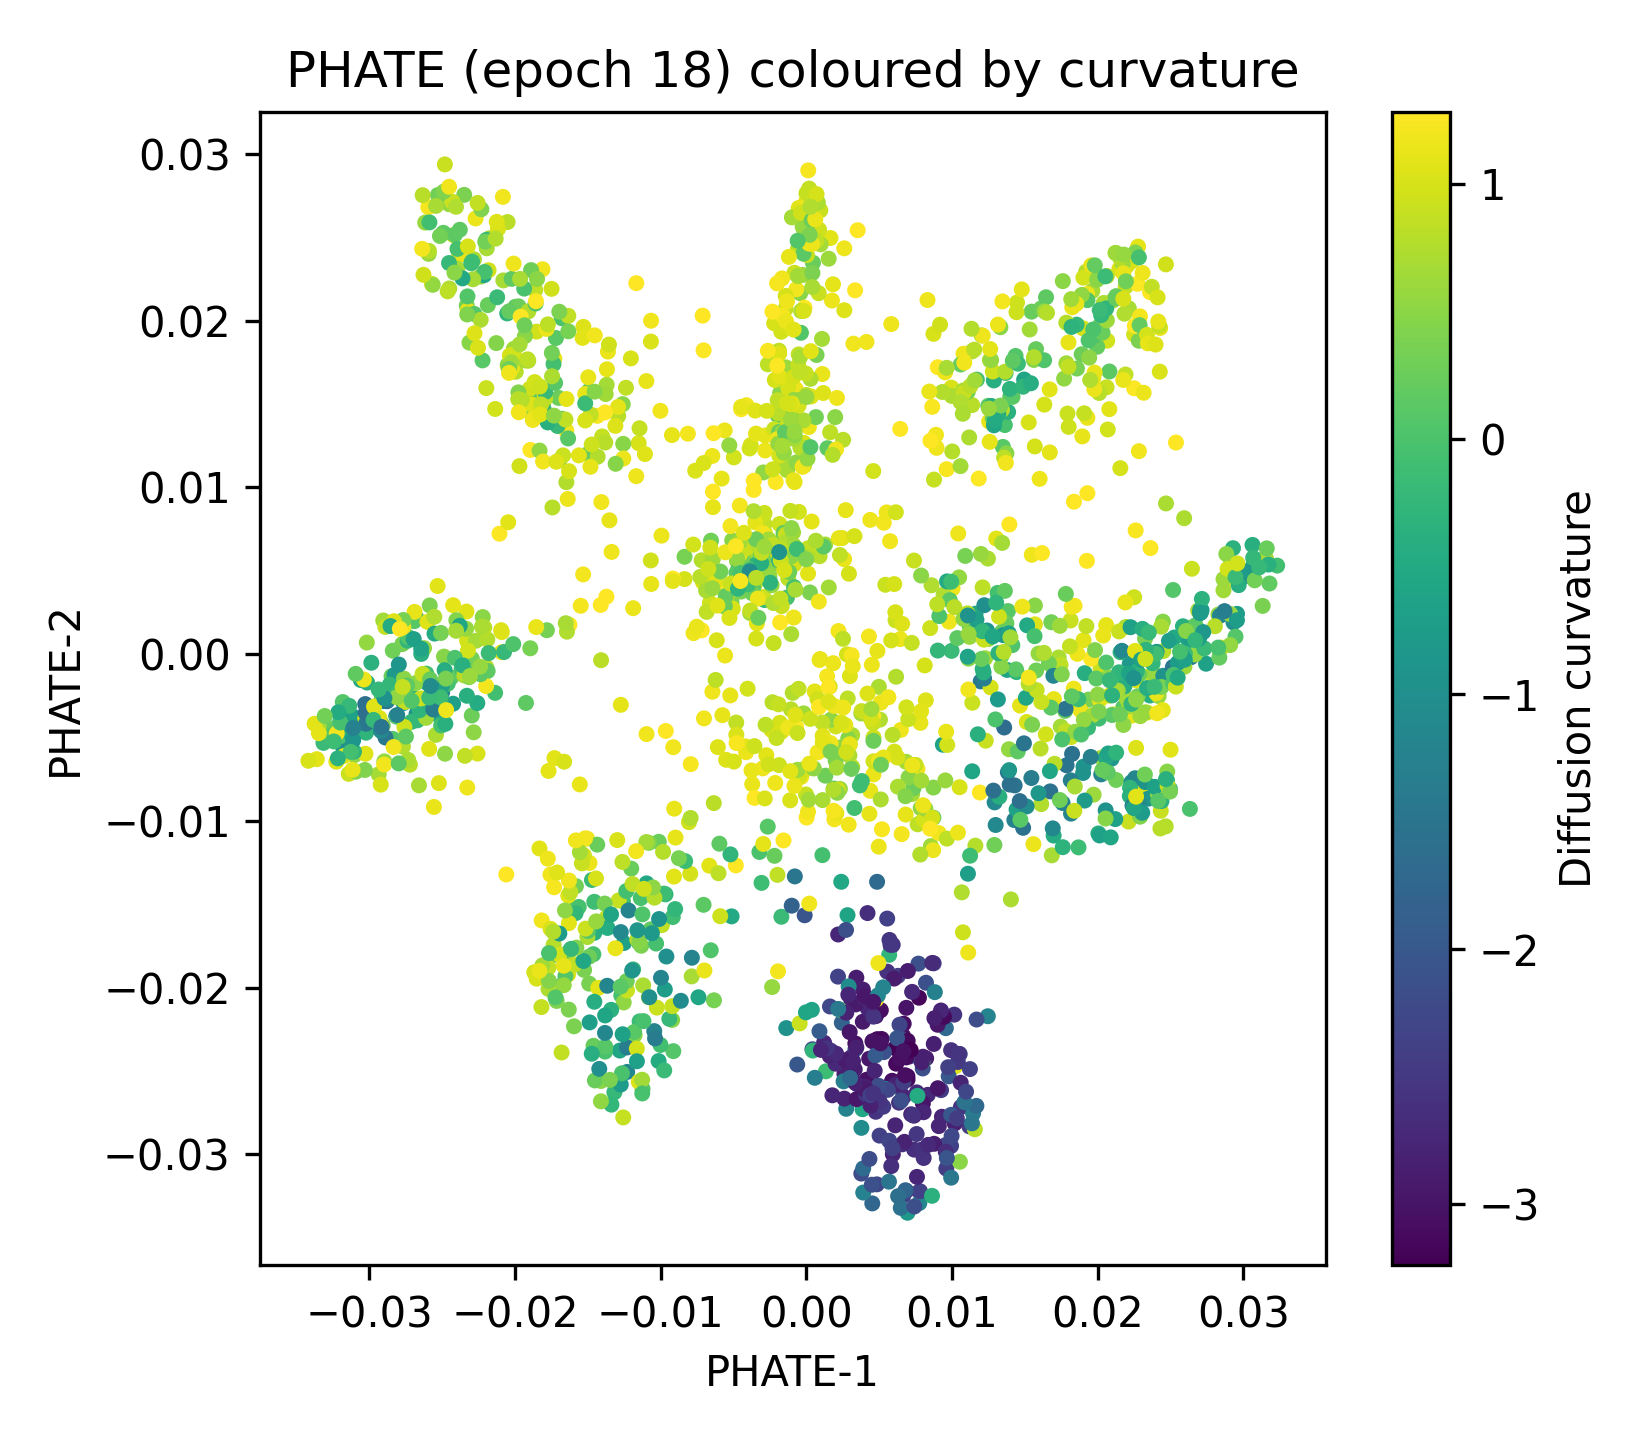 PHATE (epoch 18) coloured by curvature
0.03
0.02
0.01
0.00
−0.01
−0.02
−0.03
PHATE-2
−0.03 −0.02 −0.01 0.00 0.01 0.02 0.03
PHATE-1
1
0
−1
−2
−3
Diffusion curvature